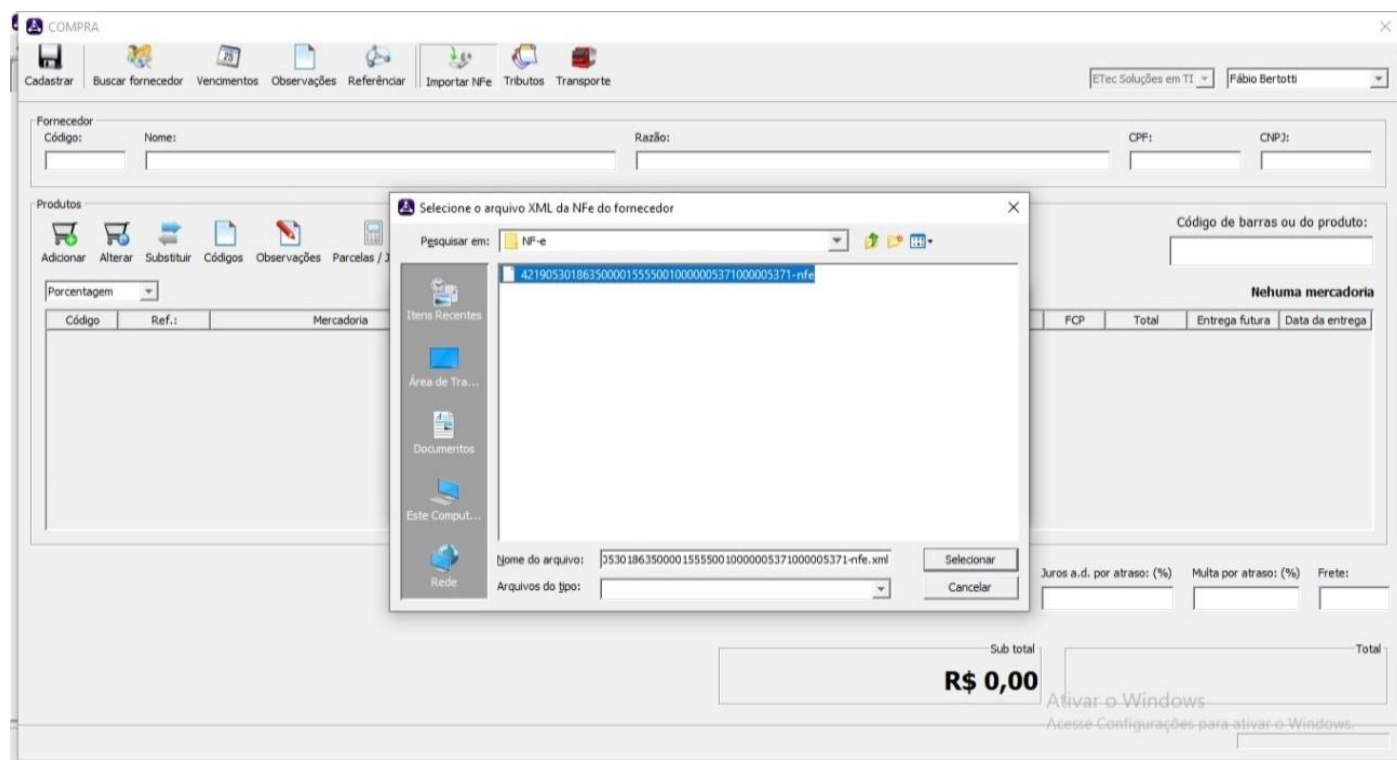 COMPRA
Cadastrar Buscar fornecedor Vencimentos Observações Referênciar Importar NFe Tributos Transporte
ETec Soluções em TI Fábio Bertotti
Fornecedor
Código: Nome: Razão: CPF: CNPJ:
Produtos
Adicionar Alterar Substituir Códigos Observações Parcelas / J
Código de barras ou do produto:
Porcentagem
Nenhuma mercadoria
Código Ref.: Mercadoria FCP Total Entrega futura Data da entrega
Selecione o arquivo XML da NFe do fornecedor
Pesquisar em: NF-e
42190530186350000155550010000005371000005371-nfe
Itens Recentes
Área de Tra...
Documentos
Este Comput...
Rede
Nome do arquivo: 0530186350000155550010000005371000005371-nfe.xml Selecionar
Arquivos do tipo: Cancelar
Juros a.d. por atraso: (%) Multa por atraso: (%) Frete:
Sub total
R$ 0,00
Total
Ativar o Windows
Acesse Configurações para ativar o Windows.